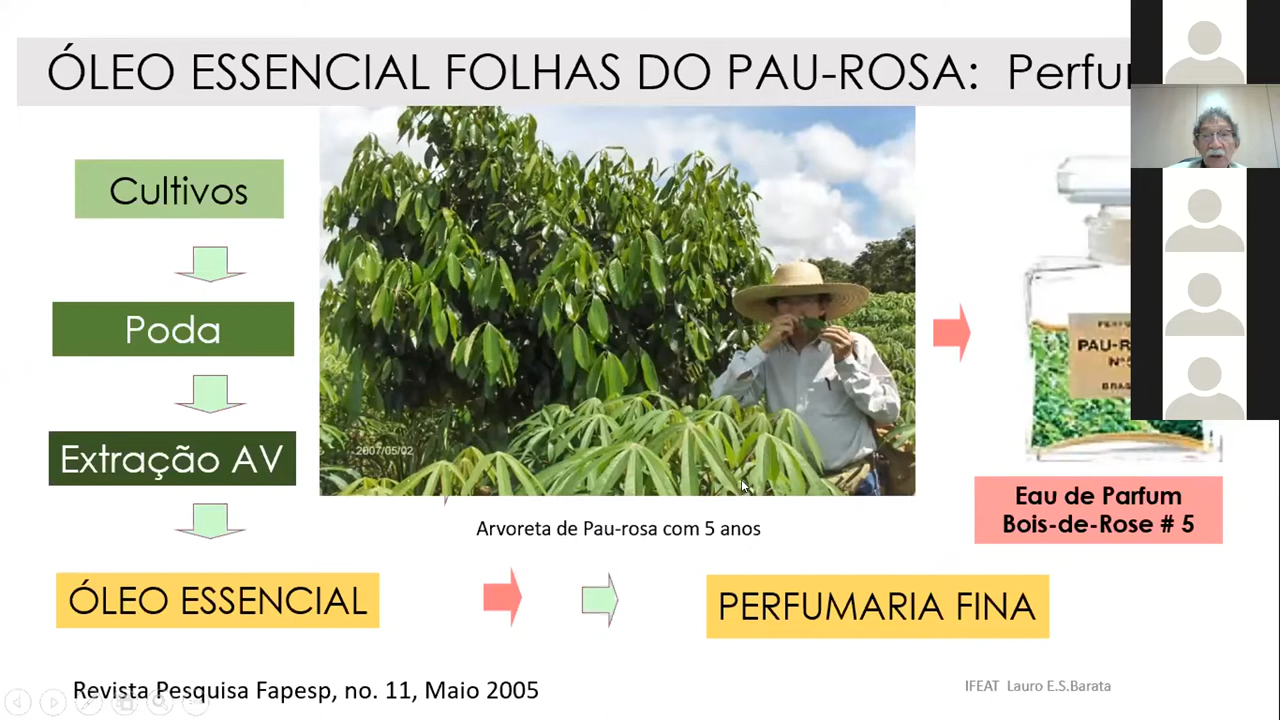 ÓLEO ESSENCIAL FOLHAS DO PAU-ROSA:
Cultivos
Poda
Extração AV
ÓLEO ESSENCIAL
2007/05/02
Arvoreta de Pau-rosa com 5 anos
Eau de Parfum
Bois-de-Rose # 5
PERFUMARIA FINA
Revista Pesquisa Fapesp, no. 11, Maio 2005
IFEAT Lauro E.S.Barata